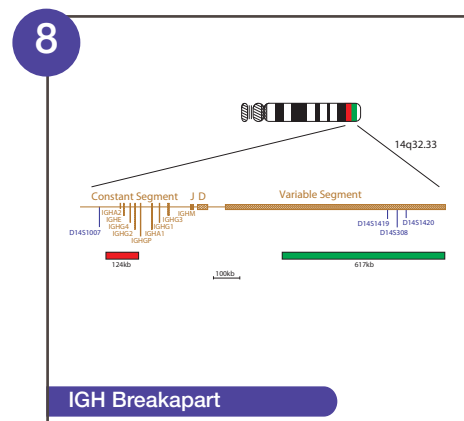 8
14q32.33
Constant Segment J D Variable Segment
IGHA2 IGHM
IGHE IGHG3
IGHG4 IGHG1
D14S1007 IGHG2 IGHA1
IGHGP
D14S1419 D14S1420
D14S308
124kb 617kb
100kb
IGH Breakapart